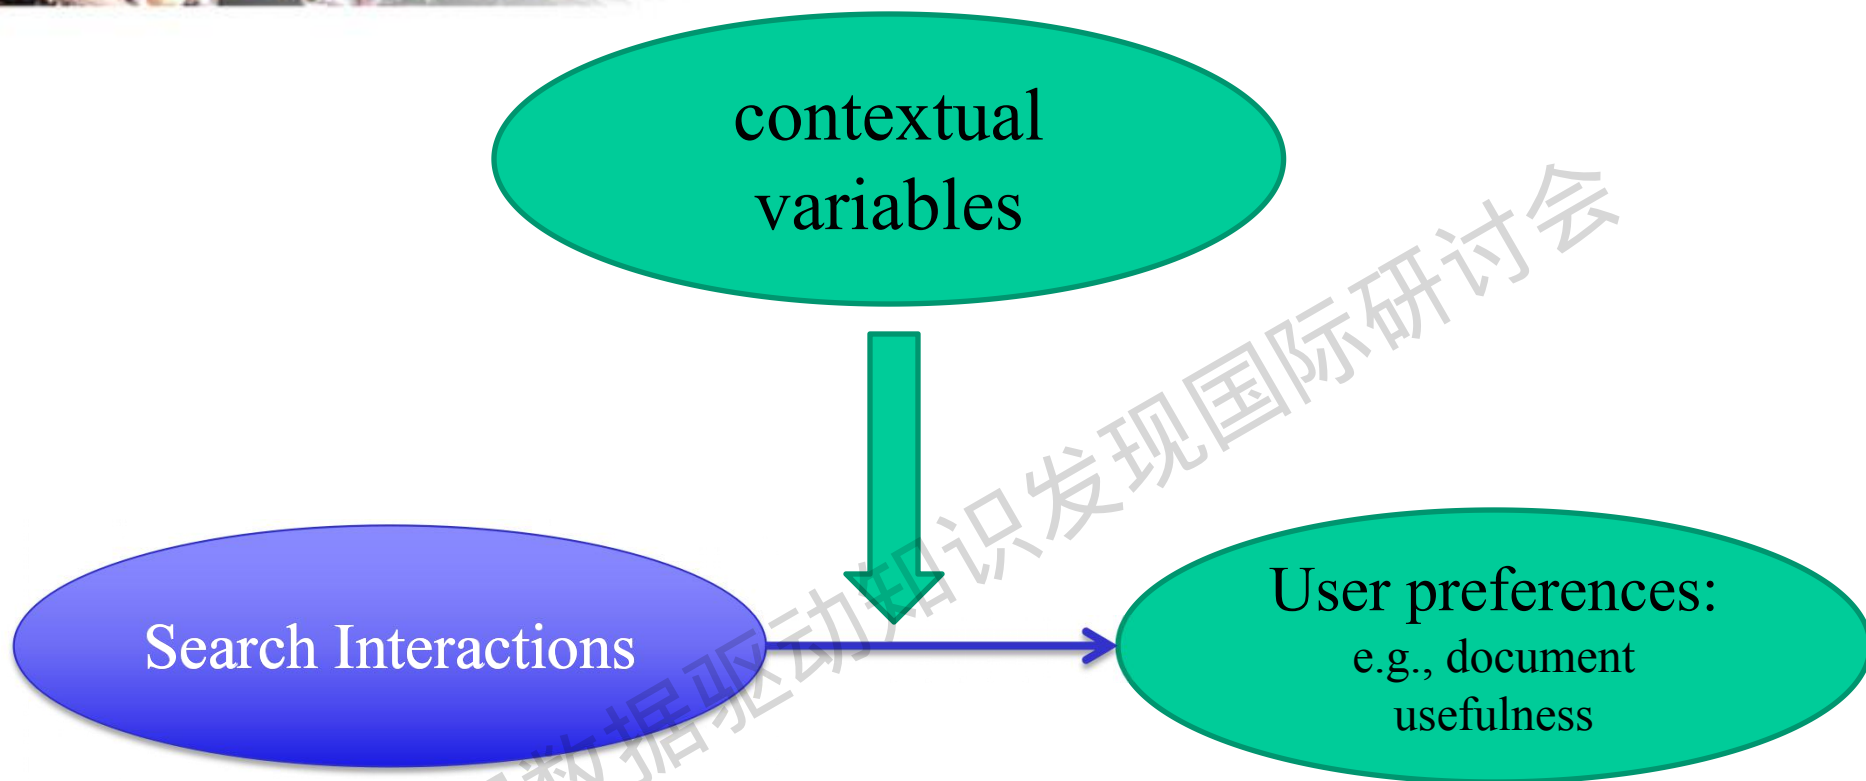 contextual
variables
Search Interactions
User preferences:
e.g., document
usefulness
数据驱动知识发现国际研讨会